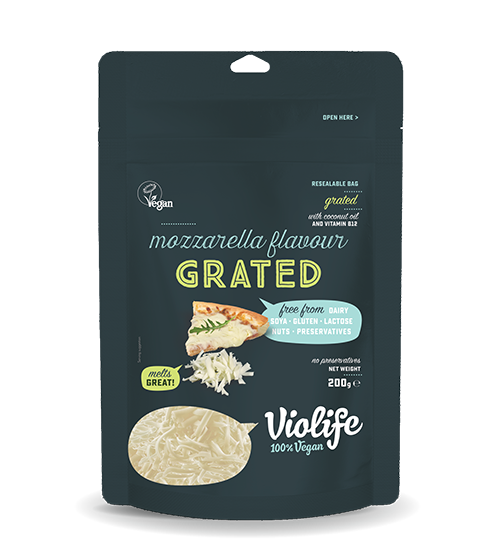 OPEN HERE >
RESEALABLE BAG
grated
with coconut oil
AND VITAMIN B12
Vegan
mozzarella flavour
GRATED
free from DAIRY
SOYA • GLUTEN • LACTOSE
NUTS • PRESERVATIVES
no preservatives
NET WEIGHT
200g e
melts
GREAT!
Violife
100% Vegan